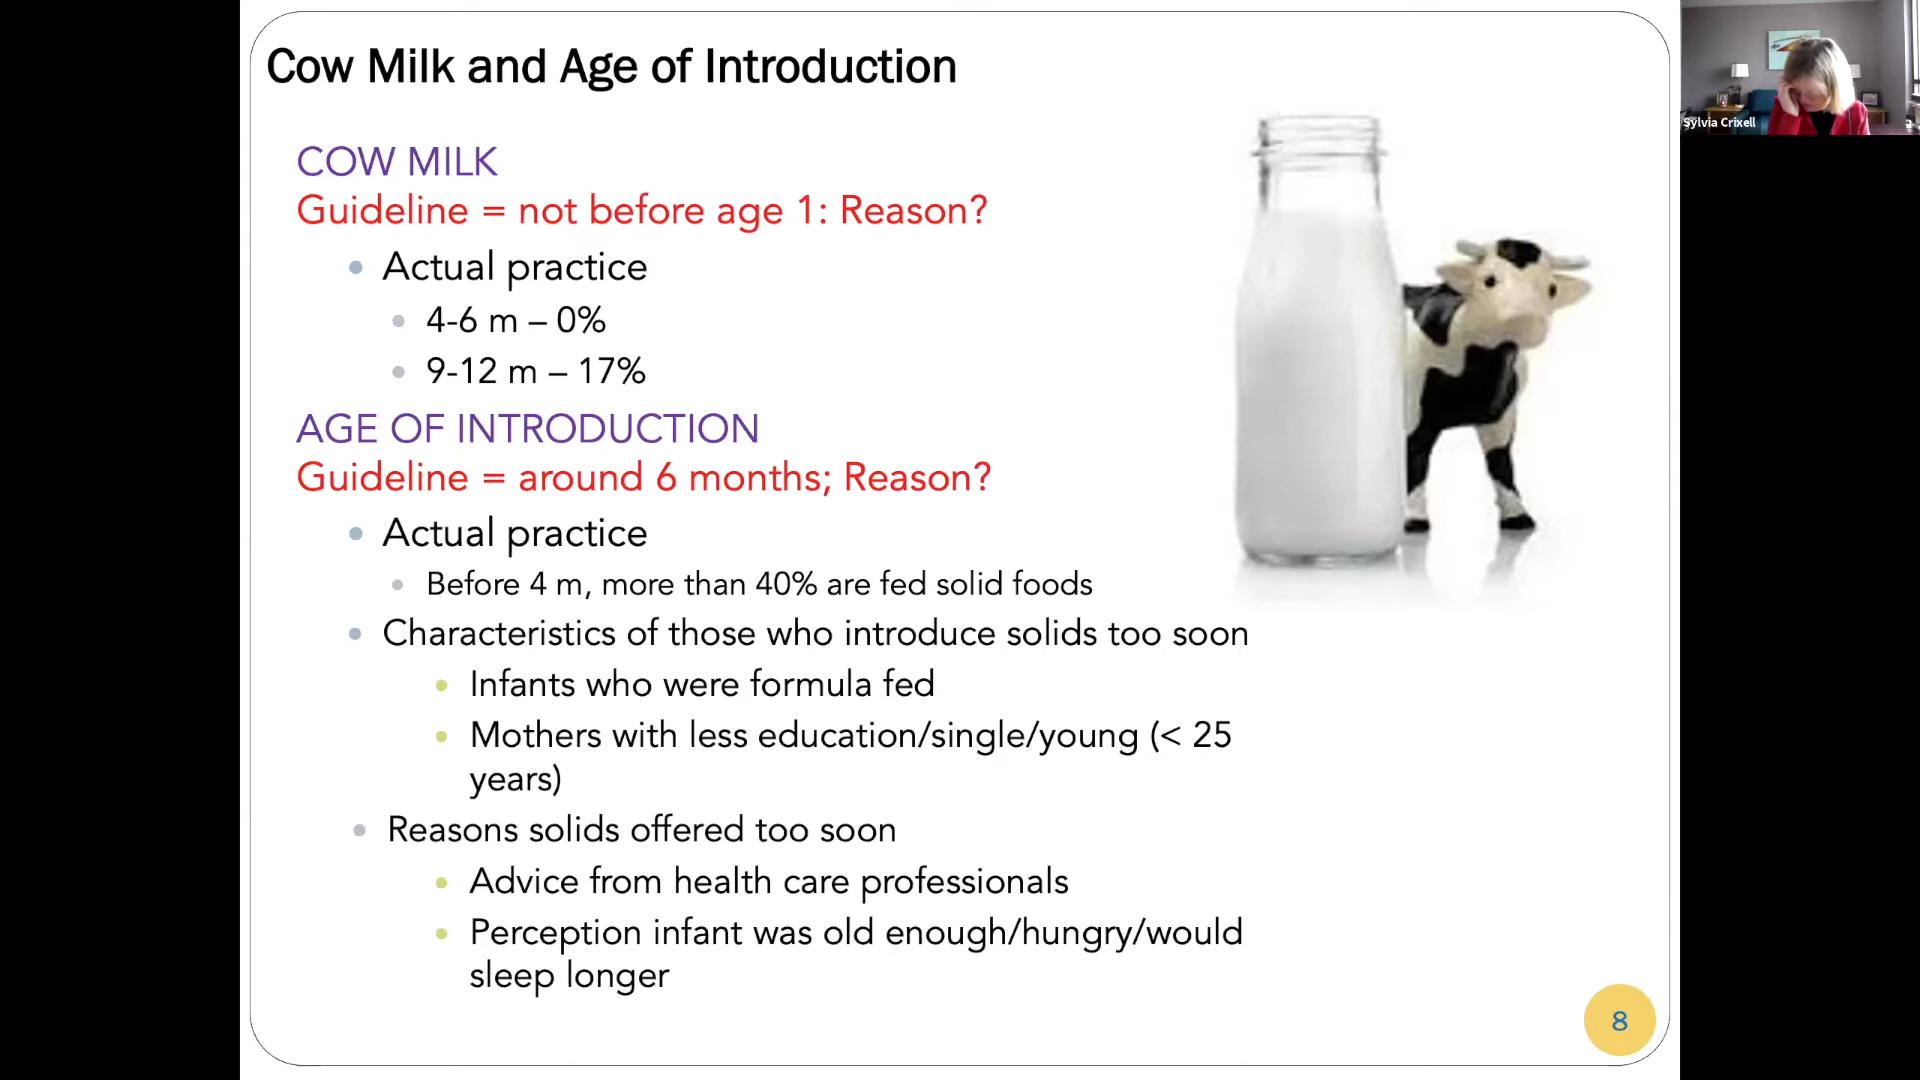 Cow Milk and Age of Introduction
Sylvia Crixell
COW MILK
Guideline = not before age 1: Reason?
• Actual practice
• 4-6 m – 0%
• 9-12 m – 17%
AGE OF INTRODUCTION
Guideline = around 6 months; Reason?
• Actual practice
• Before 4 m, more than 40% are fed solid foods
• Characteristics of those who introduce solids too soon
• Infants who were formula fed
• Mothers with less education/single/young (< 25
years)
• Reasons solids offered too soon
• Advice from health care professionals
• Perception infant was old enough/hungry/would
sleep longer
8